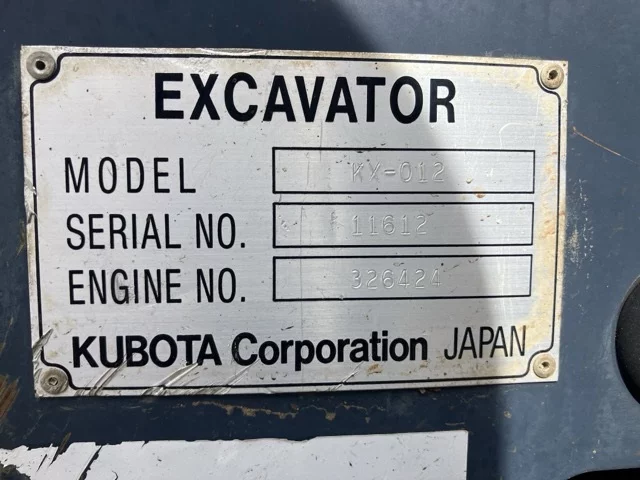 EXCAVATOR
MODEL KX-012
SERIAL NO. 11612
ENGINE NO. 326424
KUBOTA Corporation JAPAN